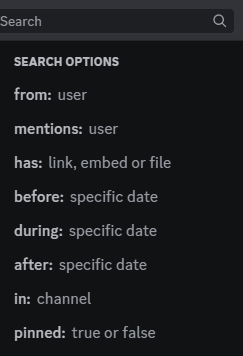 Search
SEARCH OPTIONS
from: user
mentions: user
has: link, embed or file
before: specific date
during: specific date
after: specific date
in: channel
pinned: true or false